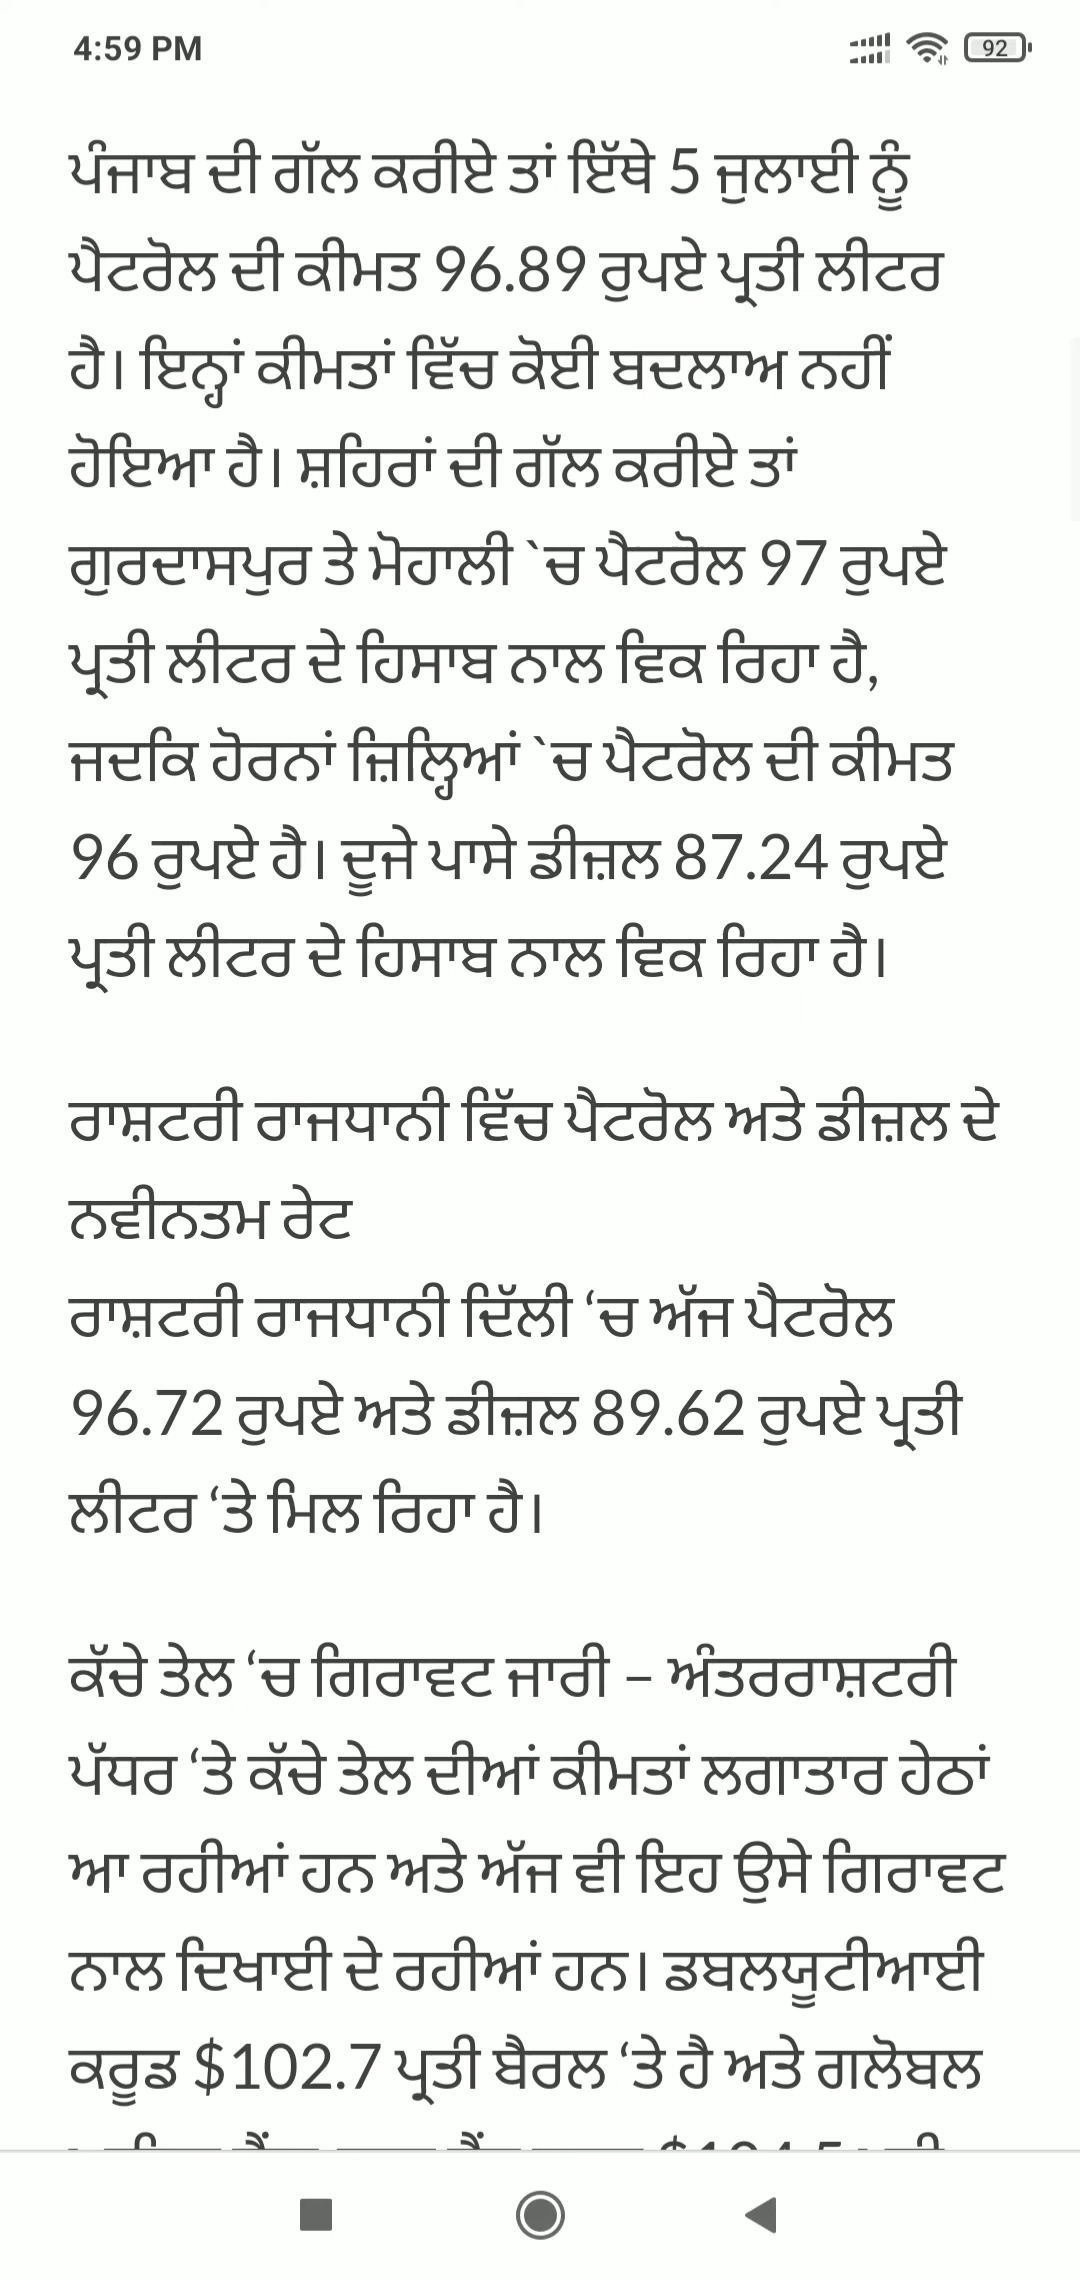 4:59 PM
92
ਪੰਜਾਬ ਦੀ ਗੱਲ ਕਰੀਏ ਤਾਂ ਇੱਥੇ 5 ਜੁਲਾਈ ਨੂੰ
ਪੈਟਰੋਲ ਦੀ ਕੀਮਤ 96.89 ਰੁਪਏ ਪ੍ਰਤੀ ਲੀਟਰ
ਹੈ। ਇਨ੍ਹਾਂ ਕੀਮਤਾਂ ਵਿੱਚ ਕੋਈ ਬਦਲਾਅ ਨਹੀਂ
ਹੋਇਆ ਹੈ। ਸ਼ਹਿਰਾਂ ਦੀ ਗੱਲ ਕਰੀਏ ਤਾਂ
ਗੁਰਦਾਸਪੁਰ ਤੇ ਮੋਹਾਲੀ `ਚ ਪੈਟਰੋਲ 97 ਰੁਪਏ
ਪ੍ਰਤੀ ਲੀਟਰ ਦੇ ਹਿਸਾਬ ਨਾਲ ਵਿਕ ਰਿਹਾ ਹੈ,
ਜਦਕਿ ਹੋਰਨਾਂ ਜ਼ਿਲ੍ਹਿਆਂ `ਚ ਪੈਟਰੋਲ ਦੀ ਕੀਮਤ
96 ਰੁਪਏ ਹੈ। ਦੂਜੇ ਪਾਸੇ ਡੀਜ਼ਲ 87.24 ਰੁਪਏ
ਪ੍ਰਤੀ ਲੀਟਰ ਦੇ ਹਿਸਾਬ ਨਾਲ ਵਿਕ ਰਿਹਾ ਹੈ।
ਰਾਸ਼ਟਰੀ ਰਾਜਧਾਨੀ ਵਿੱਚ ਪੈਟਰੋਲ ਅਤੇ ਡੀਜ਼ਲ ਦੇ
ਨਵੀਨਤਮ ਰੇਟ
ਰਾਸ਼ਟਰੀ ਰਾਜਧਾਨੀ ਦਿੱਲੀ ‘ਚ ਅੱਜ ਪੈਟਰੋਲ
96.72 ਰੁਪਏ ਅਤੇ ਡੀਜ਼ਲ 89.62 ਰੁਪਏ ਪ੍ਰਤੀ
ਲੀਟਰ ‘ਤੇ ਮਿਲ ਰਿਹਾ ਹੈ।
ਕੱਚੇ ਤੇਲ ‘ਚ ਗਿਰਾਵਟ ਜਾਰੀ – ਅੰਤਰਰਾਸ਼ਟਰੀ
ਪੱਧਰ ‘ਤੇ ਕੱਚੇ ਤੇਲ ਦੀਆਂ ਕੀਮਤਾਂ ਲਗਾਤਾਰ ਹੇਠਾਂ
ਆ ਰਹੀਆਂ ਹਨ ਅਤੇ ਅੱਜ ਵੀ ਇਹ ਉਸੇ ਗਿਰਾਵਟ
ਨਾਲ ਦਿਖਾਈ ਦੇ ਰਹੀਆਂ ਹਨ। ਡਬਲਯੂਟੀਆਈ
ਕਰੂਡ $102.7 ਪ੍ਰਤੀ ਬੈਰਲ ‘ਤੇ ਹੈ ਅਤੇ ਗਲੋਬਲ